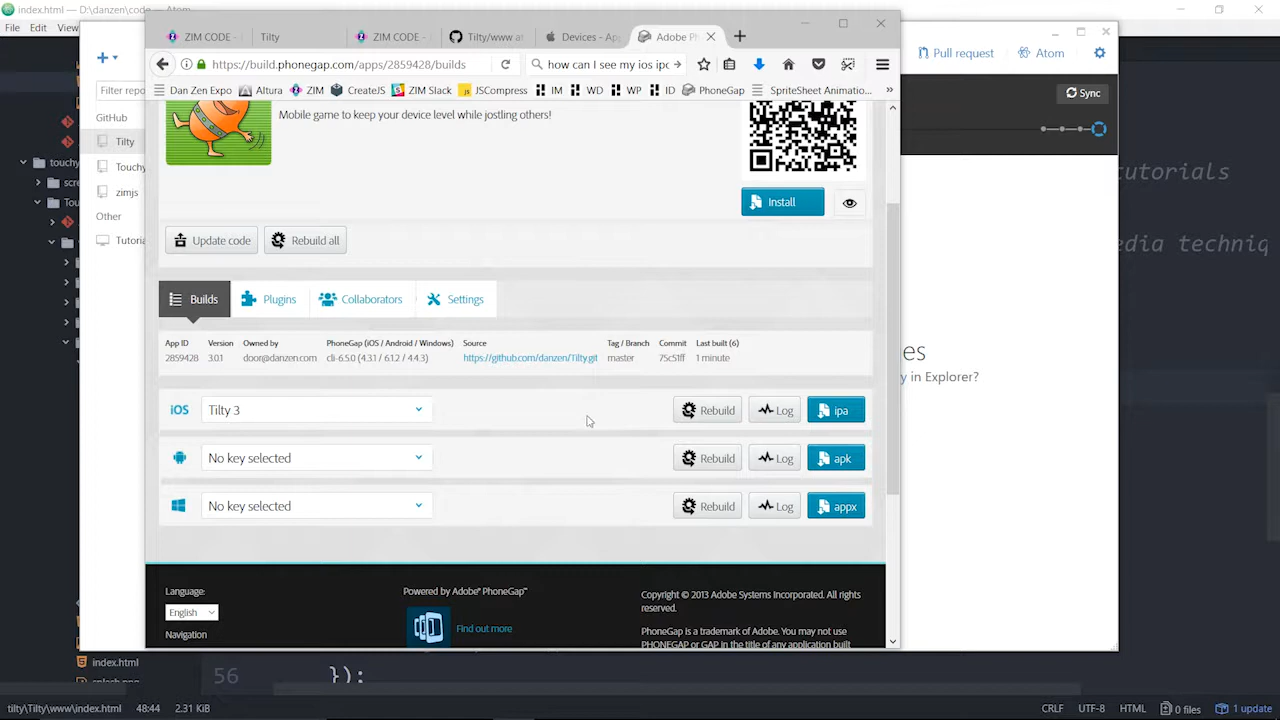 index.html — D:\danzen\code — Atom
File Edit View
Filter repo
GitHub
Tilty
Touchy
zimjs
Other
Tutoria
touchy
scre
Tou
Pull request
Atom
Sync
ZIM CODE -
Tilty
ZIM CODE -
Tilty/www at
Devices - App
Adobe Ph
https://build.phonegap.com/apps/2859428/builds
how can I see my ios ipc
Dan Zen Expo
Altura
ZIM
CreateJS
ZIM Slack
JSCompress
IM
WD
WP
ID
PhoneGap
SpriteSheet Animatio...
Mobile game to keep your device level while jostling others!
Install
Update code
Rebuild all
Builds
Plugins
Collaborators
Settings
App ID Version Owned by PhoneGap (iOS / Android / Windows) Source Tag / Branch Commit Last built (6)
2859428 3.0.1 door@danzen.com cli-6.5.0 (4.3.1 / 6.1.2 / 4.4.3) https://github.com/danzen/Tilty.git master 75c51ff 1 minute
iOS Tilty 3 Rebuild Log ipa
No key selected Rebuild Log apk
No key selected Rebuild Log appx
Language:
English
Navigation
Powered by Adobe® PhoneGap™
Find out more
Copyright © 2013 Adobe Systems Incorporated. All rights
reserved.
PhoneGap is a trademark of Adobe. You may not use
PHONEGAP or GAP in the title of any application built
tutorials
edia techniq
es
y in Explorer?
index.html
splash.png
56 });
tilty\Tilty\www\index.html 48:44 2.31 KiB CRLF UTF-8 HTML 0 files 1 update